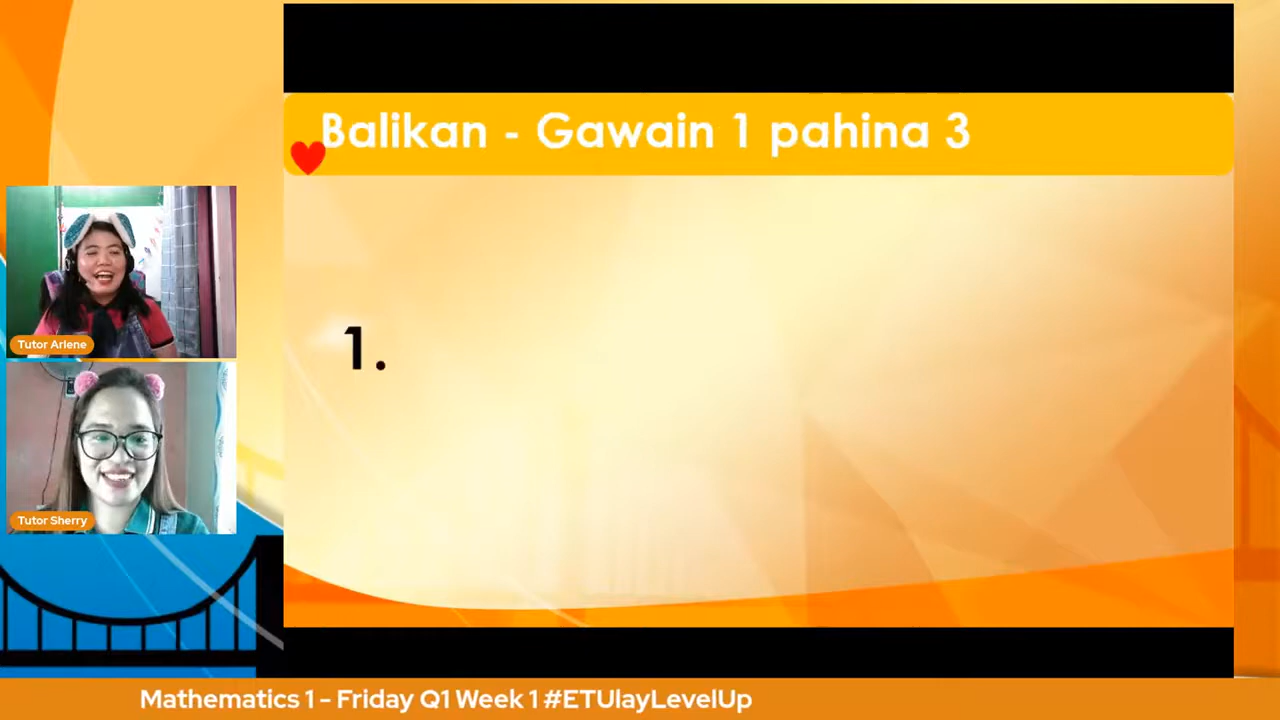 Balikan - Gawain 1 pahina 3
1.
Tutor Arlene
Tutor Sherry
Mathematics 1 - Friday Q1 Week 1 #ETUlayLevelUp